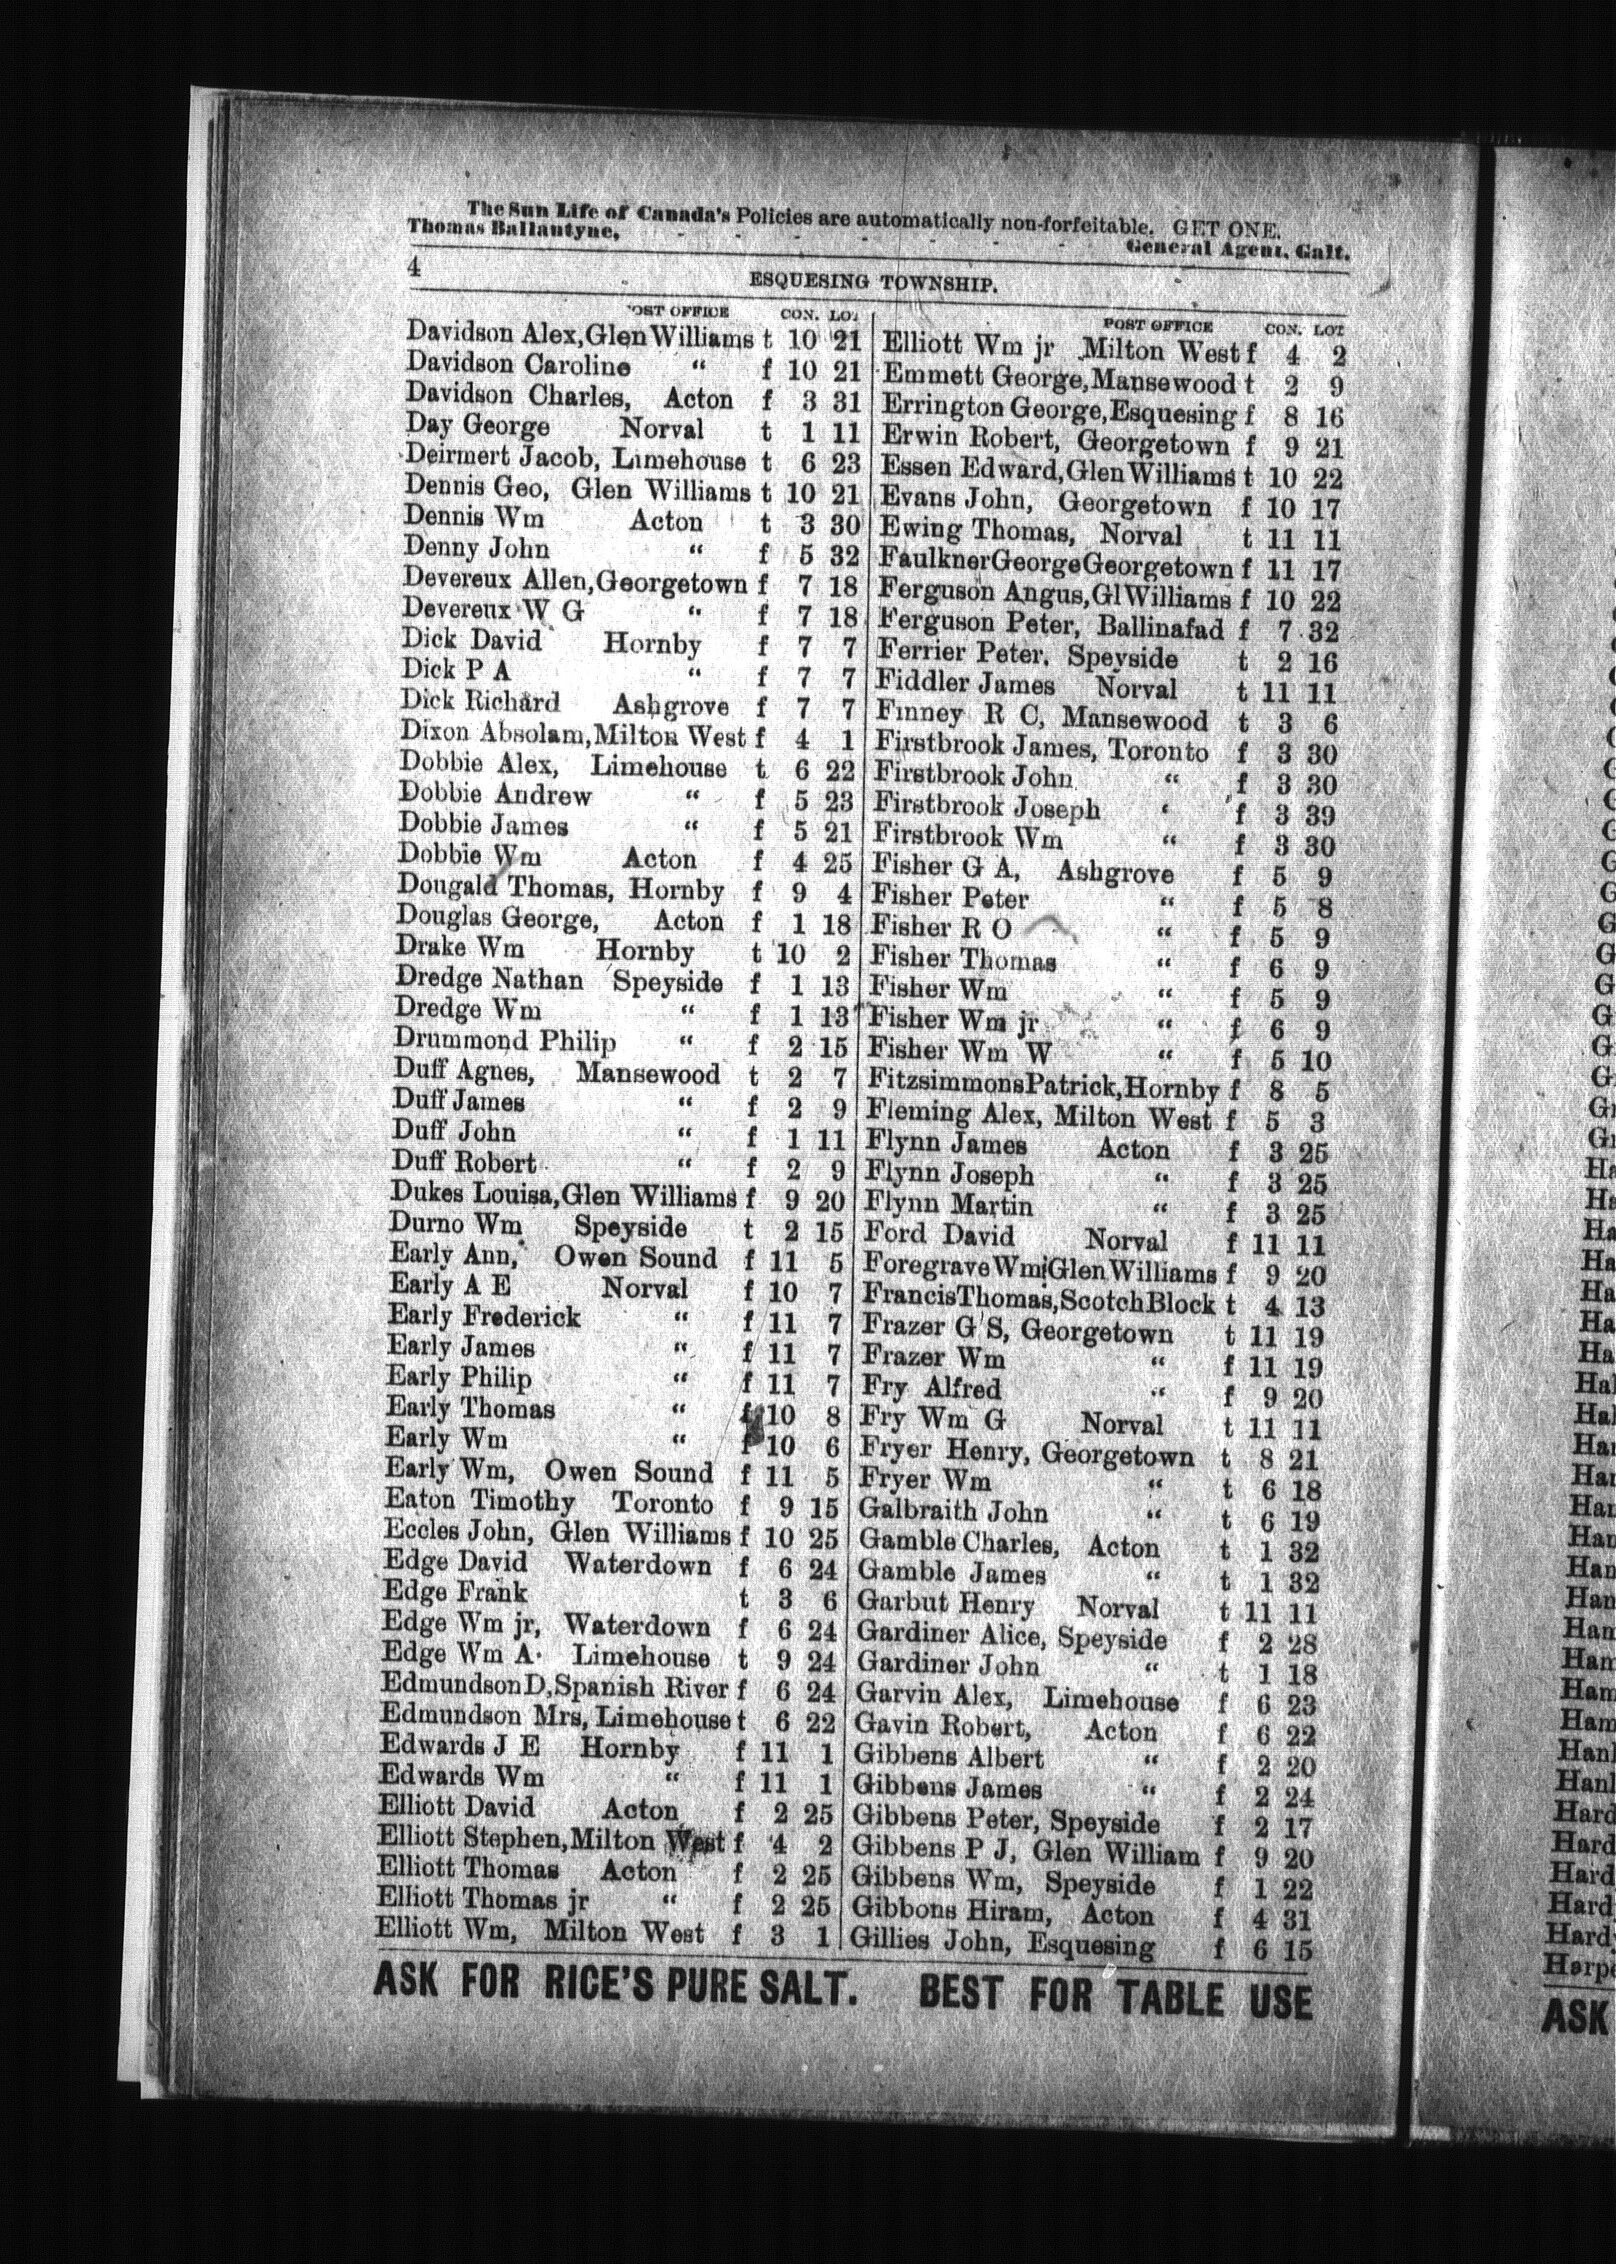 The Sun Life of Canada's Policies are automatically non-forfeitable. GET ONE.
Thomas Ballantyne, - - - - - - - General Agent, Galt.
4
ESQUESING TOWNSHIP.
POST OFFICE CON. LOT
Davidson Alex, Glen Williams t 10 21
Davidson Caroline “ f 10 21
Davidson Charles, Acton f 3 31
Day George Norval t 1 11
Deirmert Jacob, Limehouse t 6 23
Dennis Geo, Glen Williams t 10 21
Dennis Wm Acton t 3 30
Denny John “ f 5 32
Devereux Allen, Georgetown f 7 18
Devereux W G “ f 7 18
Dick David Hornby f 7 7
Dick P A “ f 7 7
Dick Richard Ashgrove f 7 7
Dixon Absolam, Milton West f 4 1
Dobbie Alex, Limehouse t 6 22
Dobbie Andrew “ f 5 23
Dobbie James “ f 5 21
Dobbie Wm Acton f 4 25
Dougald Thomas, Hornby f 9 4
Douglas George, Acton f 1 18
Drake Wm Hornby t 10 2
Dredge Nathan Speyside f 1 13
Dredge Wm “ f 1 13
Drummond Philip “ f 2 15
Duff Agnes, Mansewood t 2 7
Duff James “ f 2 9
Duff John “ f 1 11
Duff Robert “ f 2 9
Dukes Louisa, Glen Williams f 9 20
Durno Wm Speyside t 2 15
Early Ann, Owen Sound f 11 5
Early A E Norval f 10 7
Early Frederick “ f 11 7
Early James “ f 11 7
Early Philip “ f 11 7
Early Thomas “ f 10 8
Early Wm “ f 10 6
Early Wm, Owen Sound f 11 5
Eaton Timothy Toronto f 9 15
Eccles John, Glen Williams f 10 25
Edge David Waterdown f 6 24
Edge Frank t 3 6
Edge Wm jr, Waterdown f 6 24
Edge Wm A· Limehouse t 9 24
Edmundson D, Spanish River f 6 24
Edmundson Mrs, Limehouse t 6 22
Edwards J E Hornby f 11 1
Edwards Wm “ f 11 1
Elliott David Acton f 2 25
Elliott Stephen, Milton West f 4 2
Elliott Thomas Acton f 2 25
Elliott Thomas jr “ f 2 25
Elliott Wm, Milton West f 3 1
POST OFFICE CON. LOT
Elliott Wm jr Milton West f 4 2
Emmett George, Mansewood t 2 9
Errington George, Esquesing f 8 16
Erwin Robert, Georgetown f 9 21
Essen Edward, Glen Williams t 10 22
Evans John, Georgetown f 10 17
Ewing Thomas, Norval t 11 11
Faulkner George Georgetown f 11 17
Ferguson Angus, Gl Williams f 10 22
Ferguson Peter, Ballinafad f 7 32
Ferrier Peter. Speyside t 2 16
Fiddler James Norval t 11 11
Finney R C, Mansewood t 3 6
Firstbrook James, Toronto f 3 30
Firstbrook John “ f 3 30
Firstbrook Joseph ‘ f 3 39
Firstbrook Wm “ f 3 30
Fisher G A, Ashgrove f 5 9
Fisher Peter “ f 5 8
Fisher R O “ f 5 9
Fisher Thomas “ f 6 9
Fisher Wm “ f 5 9
Fisher Wm jr “ f 6 9
Fisher Wm W “ f 5 10
Fitzsimmons Patrick, Hornby f 8 5
Fleming Alex, Milton West f 5 3
Flynn James Acton f 3 25
Flynn Joseph “ f 3 25
Flynn Martin “ f 3 25
Ford David Norval f 11 11
Foregrave Wm, Glen Williams f 9 20
Francis Thomas, Scotch Block t 4 13
Frazer G S, Georgetown t 11 19
Frazer Wm “ f 11 19
Fry Alfred “ f 9 20
Fry Wm G Norval t 11 11
Fryer Henry, Georgetown t 8 21
Fryer Wm “ t 6 18
Galbraith John “ t 6 19
Gamble Charles, Acton t 1 32
Gamble James “ t 1 32
Garbut Henry Norval t 11 11
Gardiner Alice, Speyside f 2 28
Gardiner John “ t 1 18
Garvin Alex, Limehouse f 6 23
Gavin Robert, Acton f 6 22
Gibbens Albert “ f 2 20
Gibbens James “ f 2 24
Gibbens Peter, Speyside f 2 17
Gibbens P J, Glen William f 9 20
Gibbens Wm, Speyside f 1 22
Gibbons Hiram, Acton f 4 31
Gillies John, Esquesing f 6 15
ASK FOR RICE'S PURE SALT. BEST FOR TABLE USE
ASK